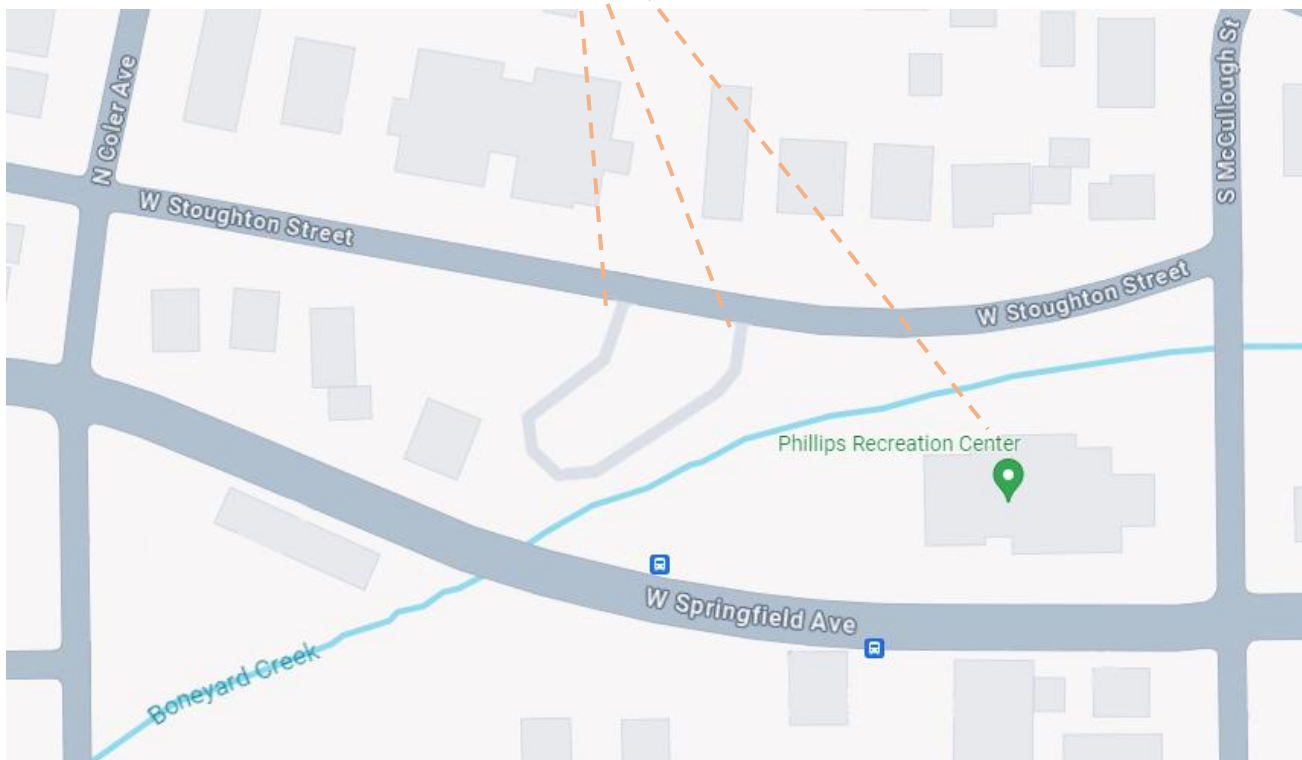 N Coler Ave
S McCullough St
W Stoughton Street
W Stoughton Street
Phillips Recreation Center
W Springfield Ave
Boneyard Creek